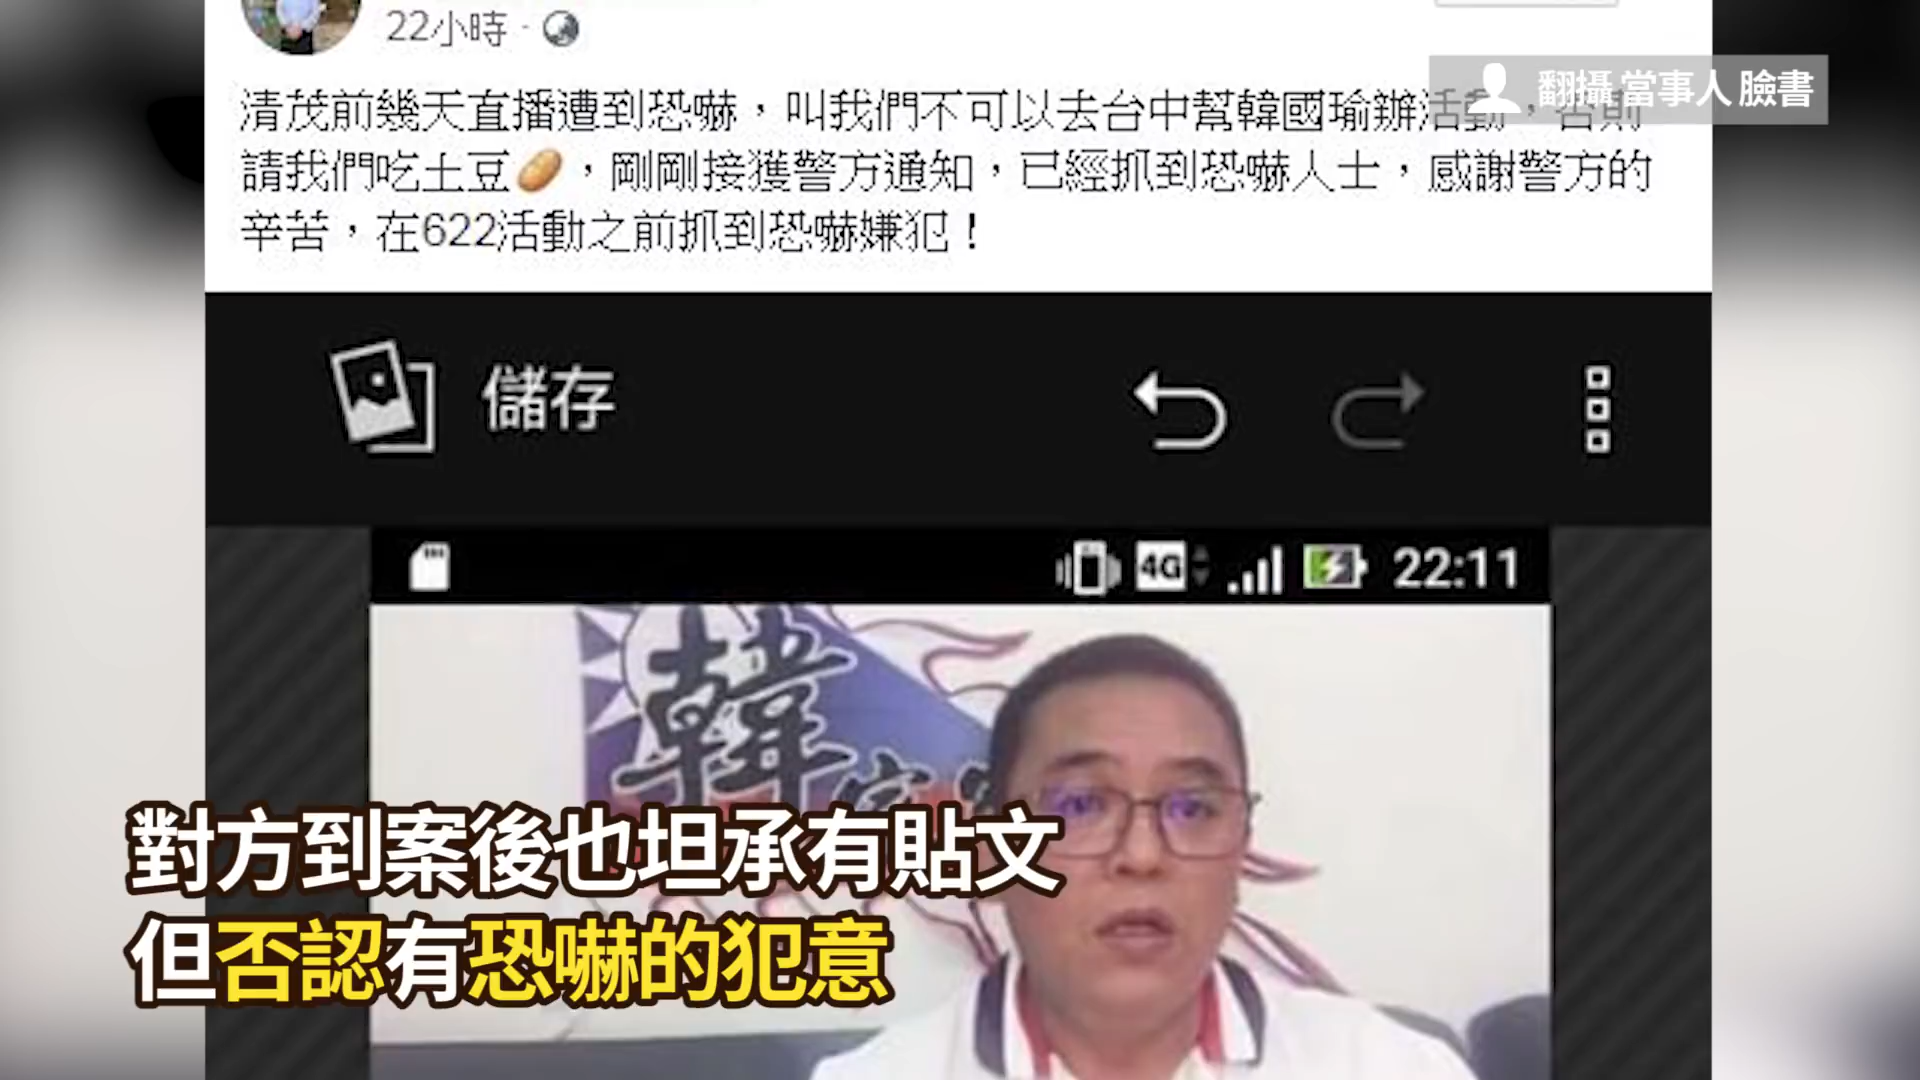 22小時
翻攝 當事人 臉書
清茂前幾天直播遭到恐嚇，叫我們不可以去台中幫韓國瑜辦活動，否則
請我們吃土豆🥔，剛剛接獲警方通知，已經抓到恐嚇人士，感謝警方的
辛苦，在622活動之前抓到恐嚇嫌犯！
儲存
4G
22:11
韓家軍
對方到案後也坦承有貼文
但否認有恐嚇的犯意